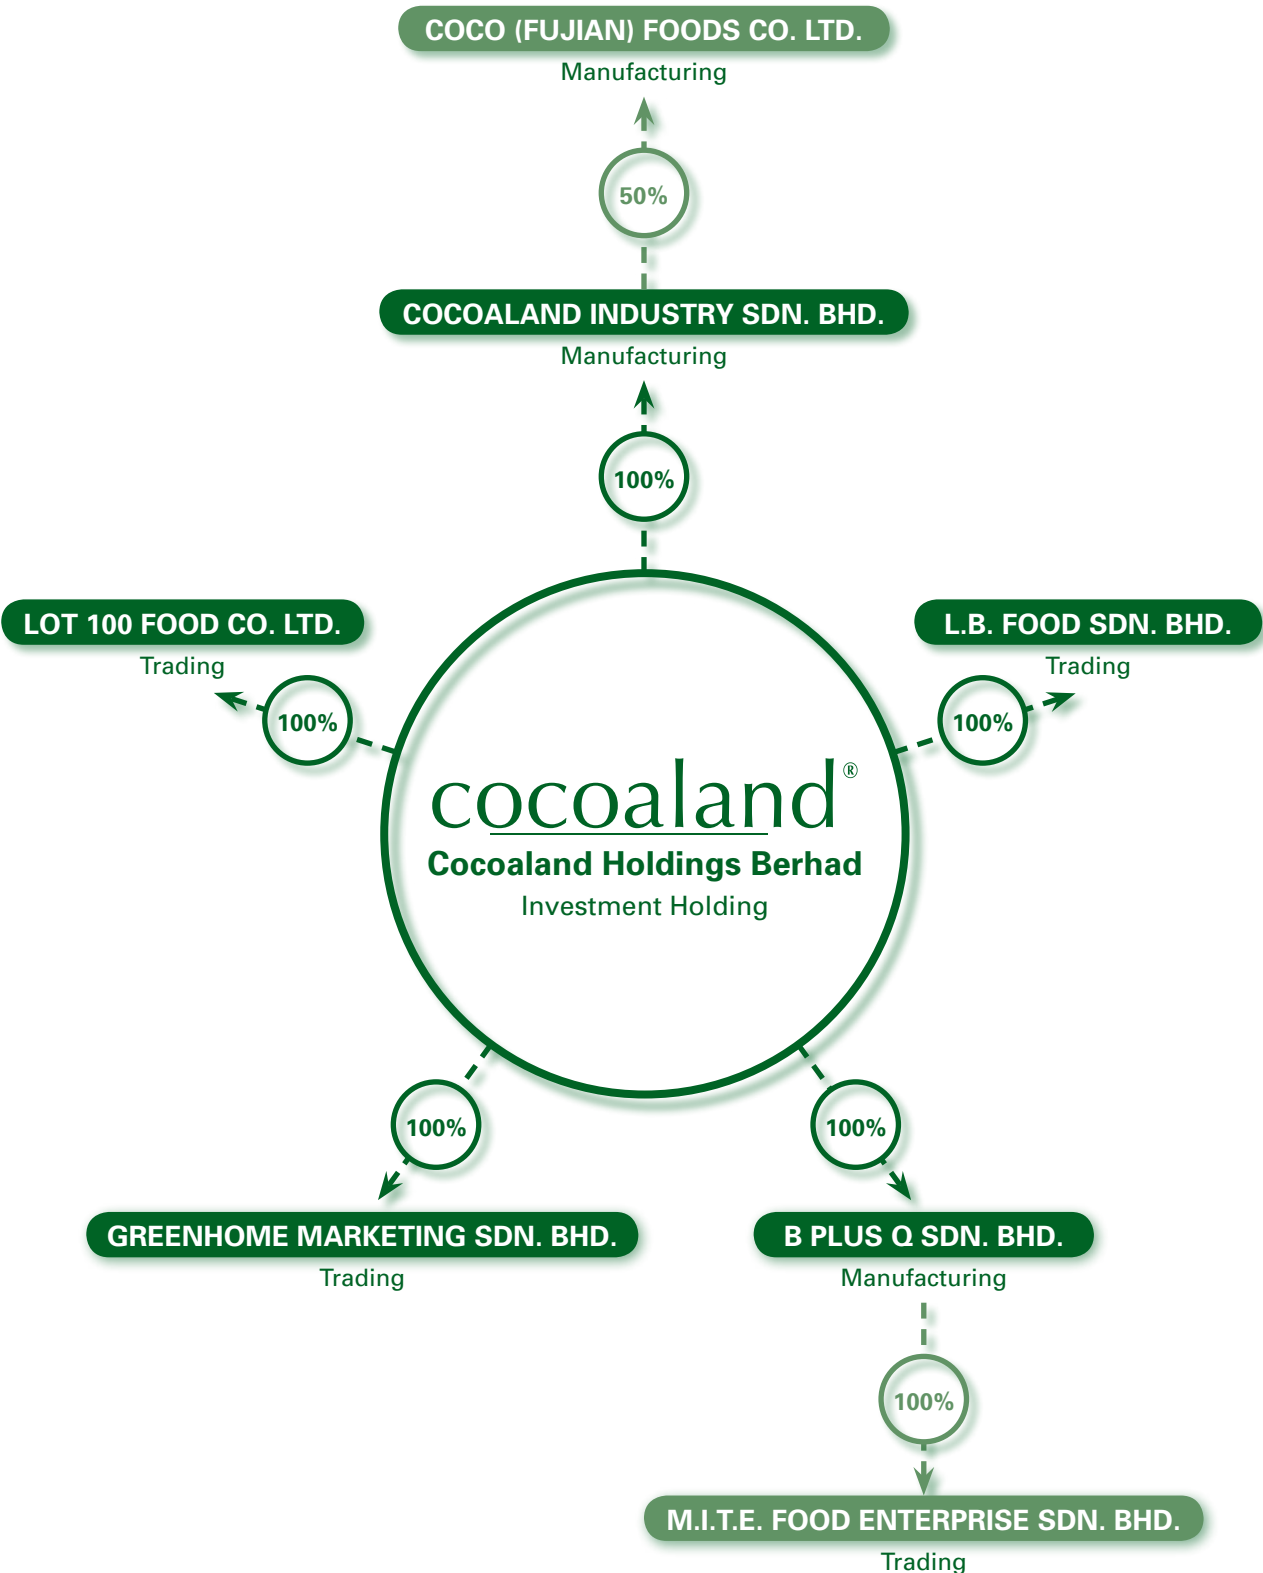 COCO (FUJIAN) FOODS CO. LTD.
Manufacturing
50%
COCOALAND INDUSTRY SDN. BHD.
Manufacturing
100%
LOT 100 FOOD CO. LTD.
Trading
100%
L.B. FOOD SDN. BHD.
Trading
100%
cocoaland®
Cocoaland Holdings Berhad
Investment Holding
100%
GREENHOME MARKETING SDN. BHD.
Trading
100%
B PLUS Q SDN. BHD.
Manufacturing
100%
M.I.T.E. FOOD ENTERPRISE SDN. BHD.
Trading